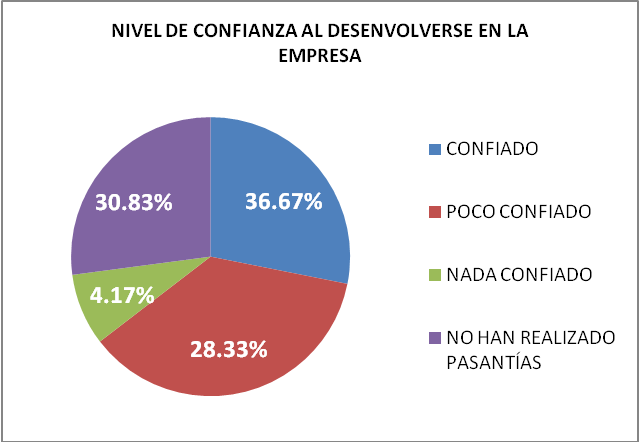 NIVEL DE CONFIANZA AL DESENVOLVERSE EN LA
EMPRESA
30.83%
36.67%
4.17%
28.33%
CONFIADO
POCO CONFIADO
NADA CONFIADO
NO HAN REALIZADO
PASANTÍAS